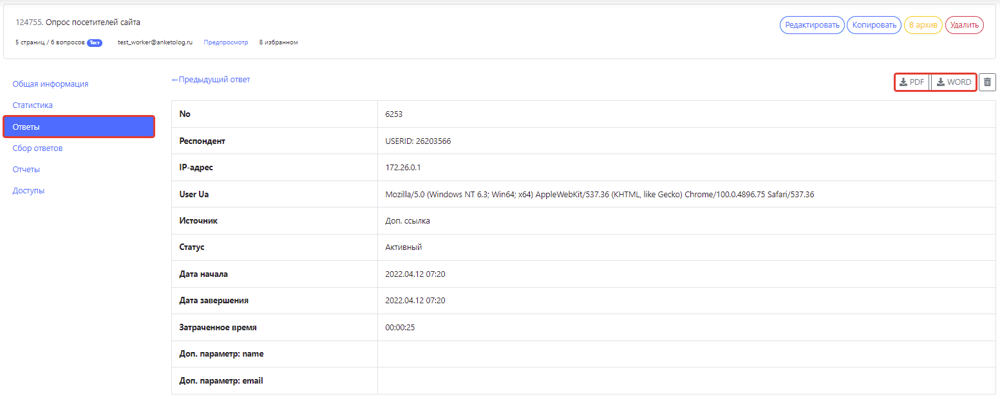 124755. Опрос посетителей сайта
Редактировать Копировать В архив Удалить
5 страниц / 6 вопросов Тест test_worker@anketolog.ru Предпросмотр В избранном
Общая информация
Статистика
Ответы
Сбор ответов
Отчеты
Доступы
←Предыдущий ответ
PDF WORD
No 6253
Респондент USERID: 26203566
IP-адрес 172.26.0.1
User Ua Mozilla/5.0 (Windows NT 6.3; Win64; x64) AppleWebKit/537.36 (KHTML, like Gecko) Chrome/100.0.4896.75 Safari/537.36
Источник Доп. ссылка
Статус Активный
Дата начала 2022.04.12 07:20
Дата завершения 2022.04.12 07:20
Затраченное время 00:00:25
Доп. параметр: name
Доп. параметр: email